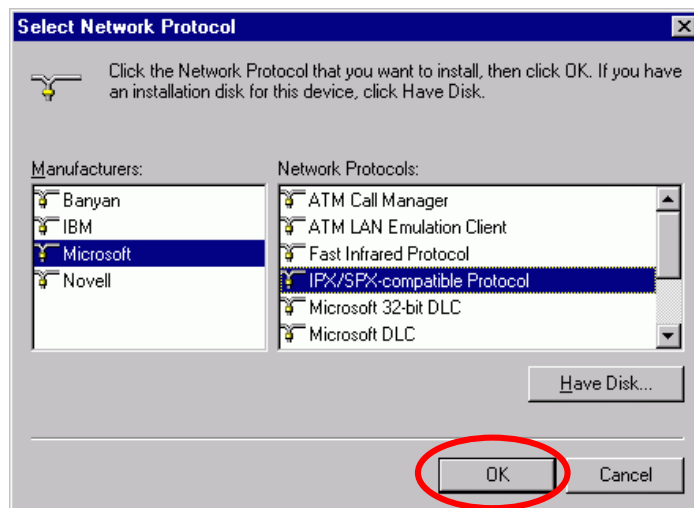 Select Network Protocol
Click the Network Protocol that you want to install, then click OK. If you have
an installation disk for this device, click Have Disk.
Manufacturers:
Banyan
IBM
Microsoft
Novell
Network Protocols:
ATM Call Manager
ATM LAN Emulation Client
Fast Infrared Protocol
IPX/SPX-compatible Protocol
Microsoft 32-bit DLC
Microsoft DLC
Have Disk...
OK
Cancel